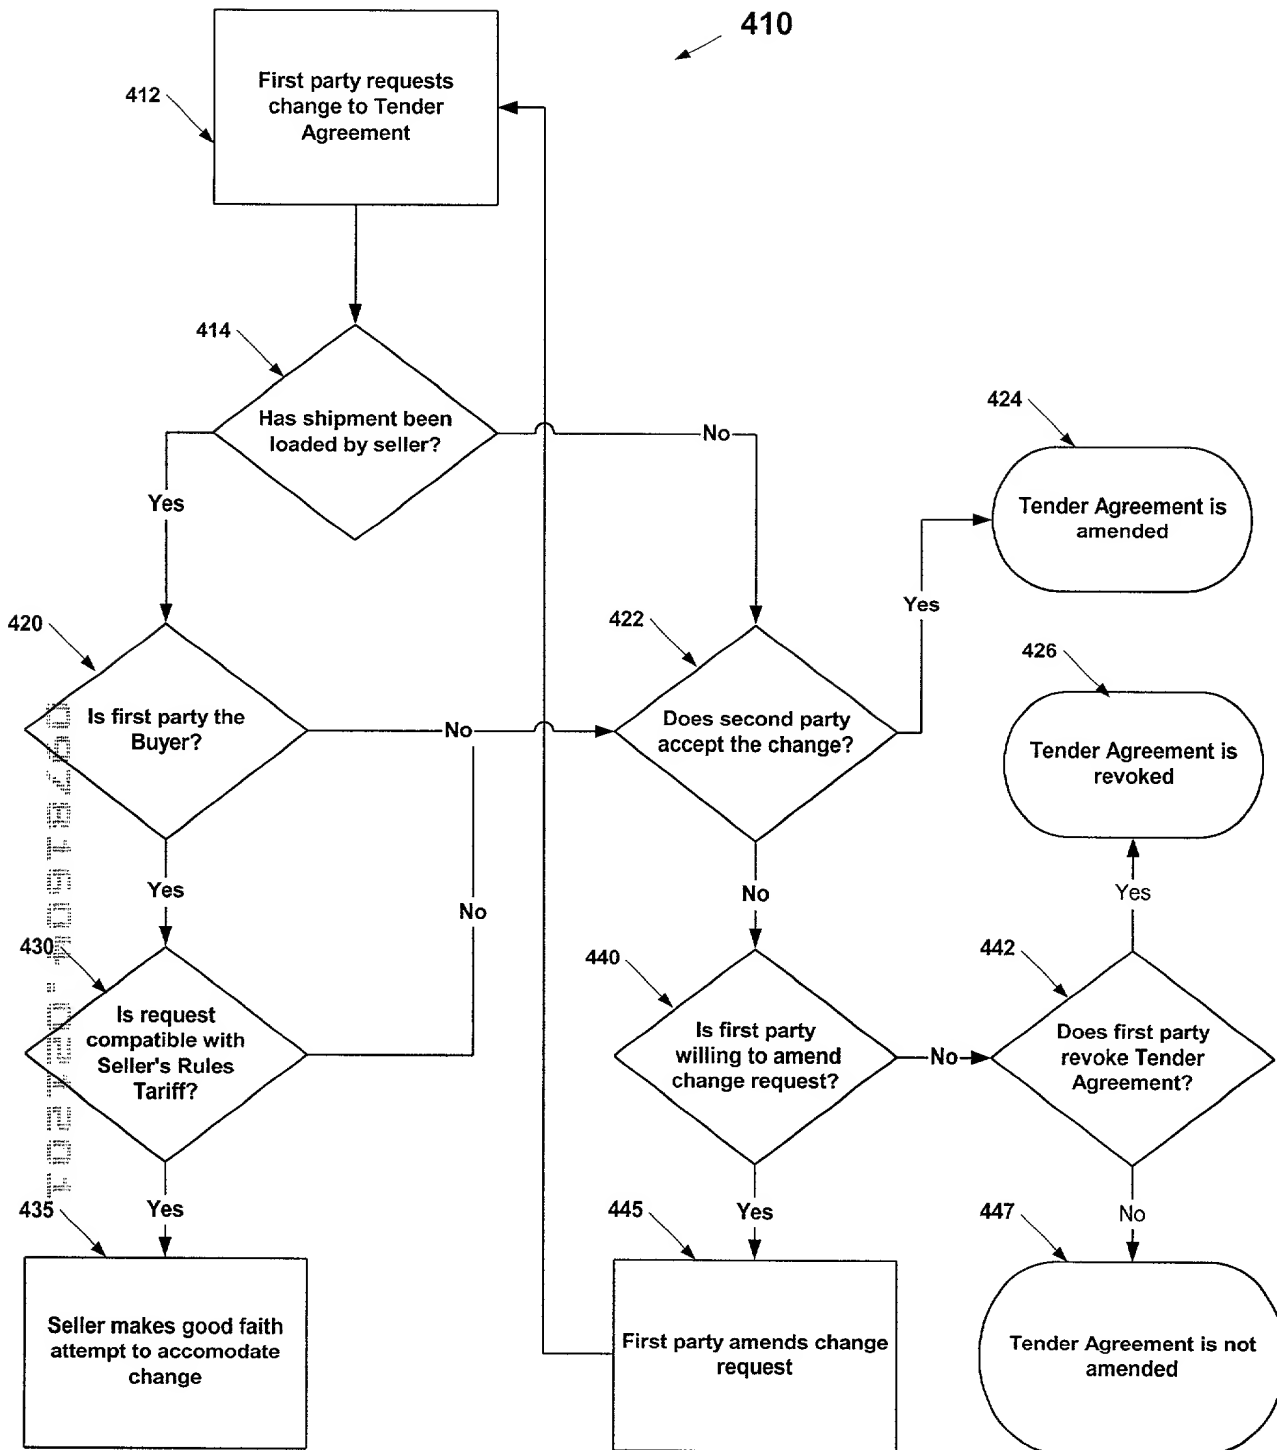 410
First party requests
change to Tender
Agreement
412
414
Has shipment been
loaded by seller?
No
Yes
424
Tender Agreement is
amended
Yes
420
422
426
Is first party the
Buyer?
No
Does second party
accept the change?
Tender Agreement is
revoked
Yes
No
No
Yes
430
440
442
Is request
compatible with
Seller's Rules
Tariff?
Is first party
willing to amend
change request?
No
Does first party
revoke Tender
Agreement?
Yes
Yes
No
435
445
447
Seller makes good faith
attempt to accomodate
change
First party amends change
request
Tender Agreement is not
amended